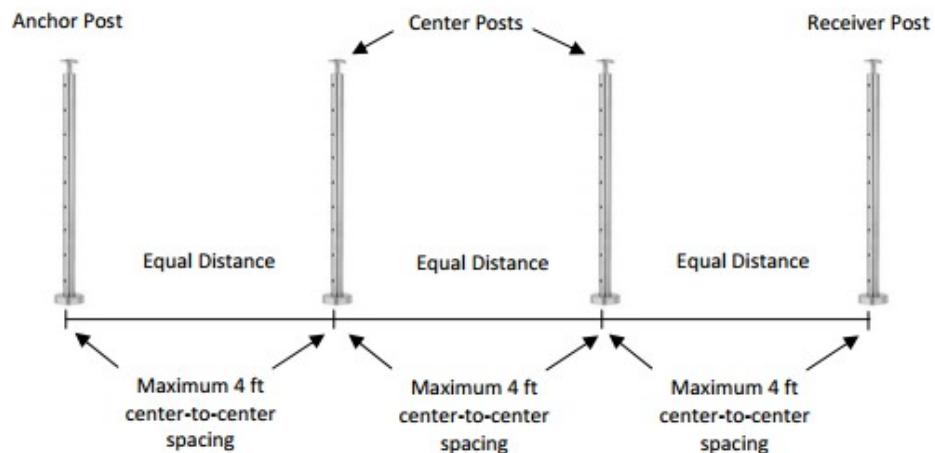 Anchor Post
Center Posts
Receiver Post
Equal Distance
Equal Distance
Equal Distance
Maximum 4 ft
center-to-center
spacing
Maximum 4 ft
center-to-center
spacing
Maximum 4 ft
center-to-center
spacing